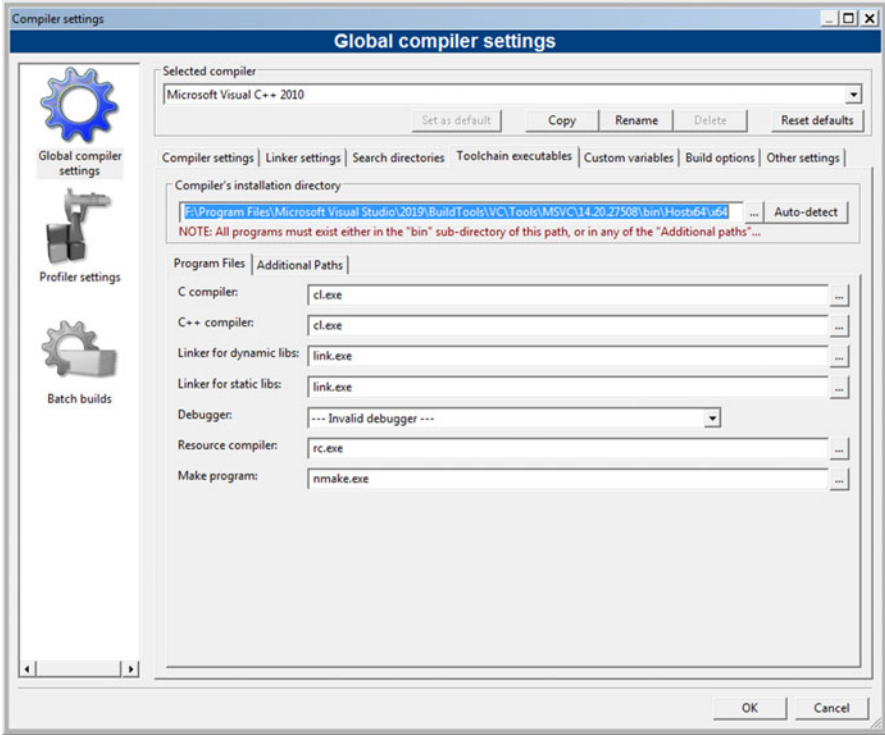 Compiler settings
Global compiler settings
Global compiler
settings
Profiler settings
Batch builds
Selected compiler
Microsoft Visual C++ 2010
Set as default Copy Rename Delete Reset defaults
Compiler settings Linker settings Search directories Toolchain executables Custom variables Build options Other settings
Compiler's installation directory
F:\Program Files\Microsoft Visual Studio\2019\BuildTools\VC\Tools\MSVC\14.20.27508\bin\Hostx64\x64 ... Auto-detect
NOTE: All programs must exist either in the "bin" sub-directory of this path, or in any of the "Additional paths"...
Program Files Additional Paths
C compiler: cl.exe ...
C++ compiler: cl.exe ...
Linker for dynamic libs: link.exe ...
Linker for static libs: link.exe ...
Debugger: --- Invalid debugger ---
Resource compiler: rc.exe ...
Make program: nmake.exe ...
OK Cancel